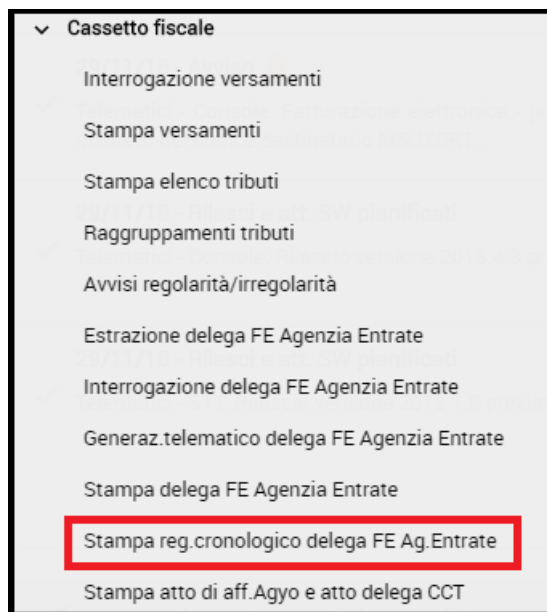 Cassetto fiscale
Interrogazione versamenti
Stampa versamenti
Stampa elenco tributi
Raggruppamenti tributi
Avvisi regolarità/irregolarità
Estrazione delega FE Agenzia Entrate
Interrogazione delega FE Agenzia Entrate
Generaz.telematico delega FE Agenzia Entrate
Stampa delega FE Agenzia Entrate
Stampa reg.cronologico delega FE Ag.Entrate
Stampa atto di aff.Agyo e atto delega CCT